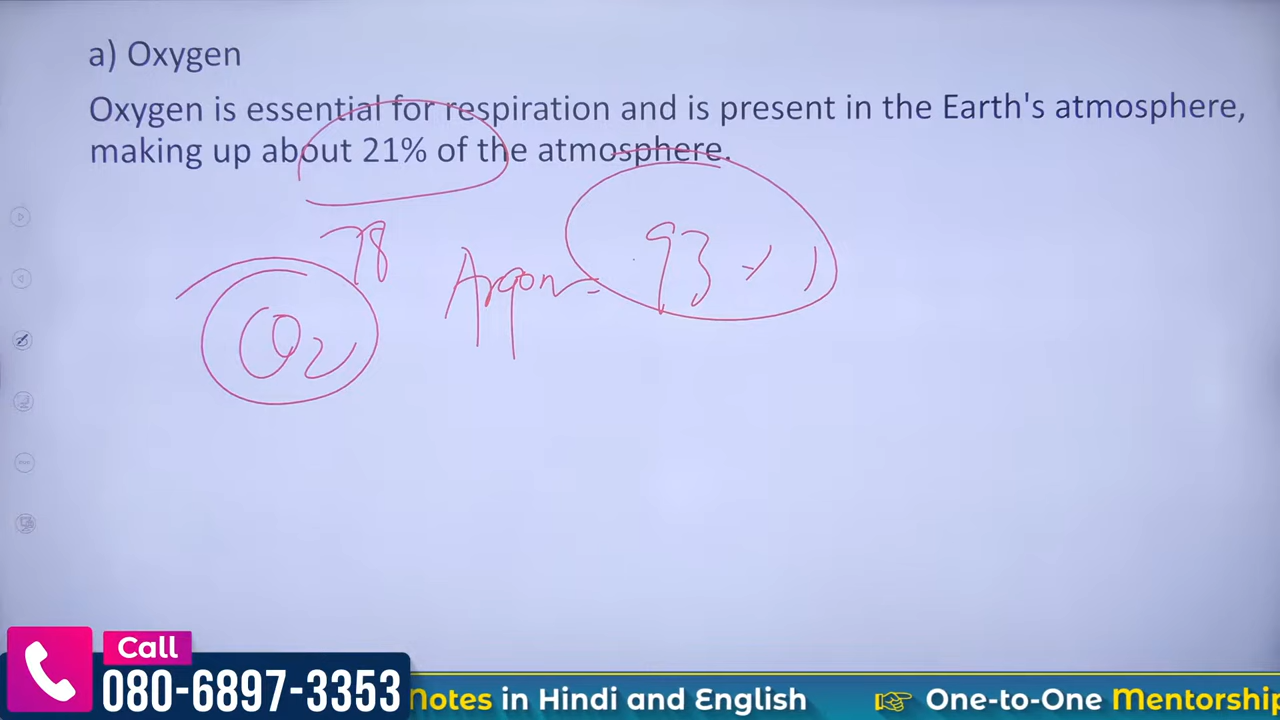 a) Oxygen
Oxygen is essential for respiration and is present in the Earth's atmosphere,
making up about 21% of the atmosphere.
78
Argon = 93%
O2
Call
080-6897-3353
Notes in Hindi and English
One-to-One Mentorship